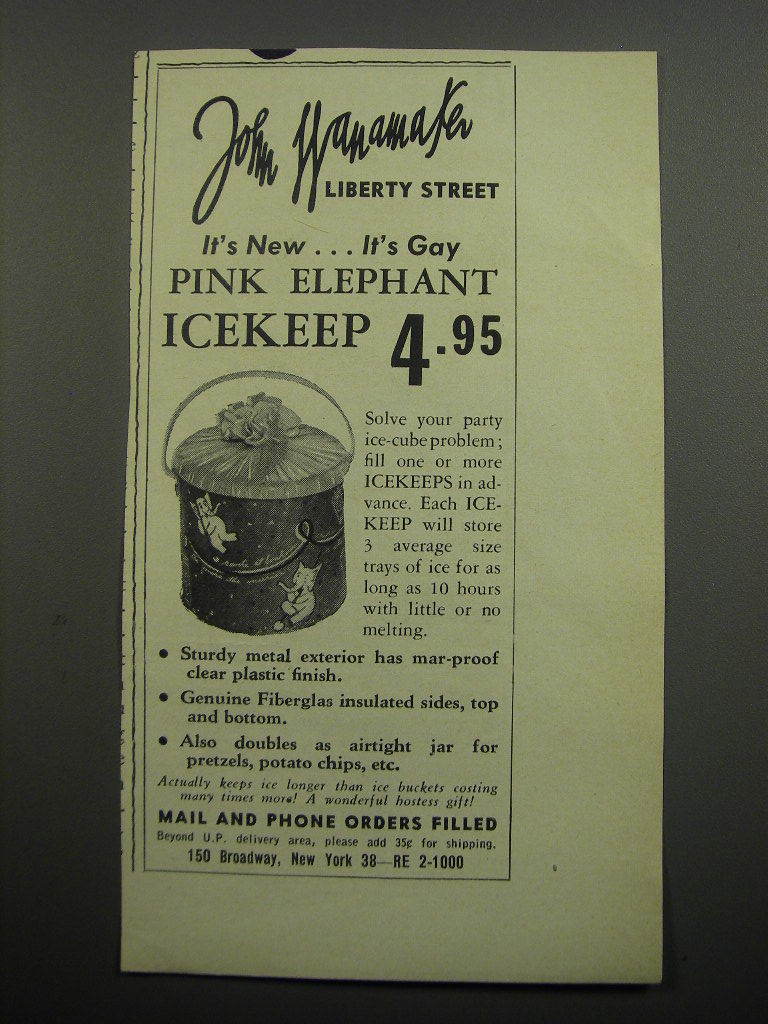 John Wanamaker
LIBERTY STREET
It's New . . . It's Gay
PINK ELEPHANT
ICEKEEP 4.95
Solve your party
ice-cube problem;
fill one or more
ICEKEEPS in ad-
vance. Each ICE-
KEEP will store
3 average size
trays of ice for as
long as 10 hours
with little or no
melting.
• Sturdy metal exterior has mar-proof
clear plastic finish.
• Genuine Fiberglas insulated sides, top
and bottom.
• Also doubles as airtight jar for
pretzels, potato chips, etc.
Actually keeps ice longer than ice buckets costing
many times more! A wonderful hostess gift!
MAIL AND PHONE ORDERS FILLED
Beyond U.P. delivery area, please add 35¢ for shipping.
150 Broadway, New York 38—RE 2-1000